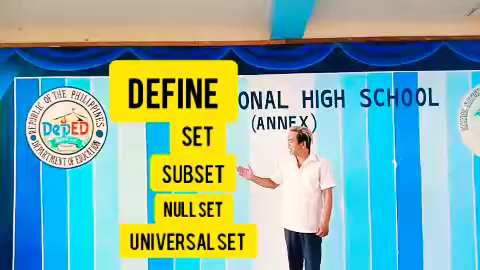 DEFINE
SET
SUBSET
NULL SET
UNIVERSAL SET
ONAL HIGH SCHOOL
(ANNEX)
REPUBLIC OF THE PHILIPPINES
DepED
DEPARTMENT OF EDUCATION